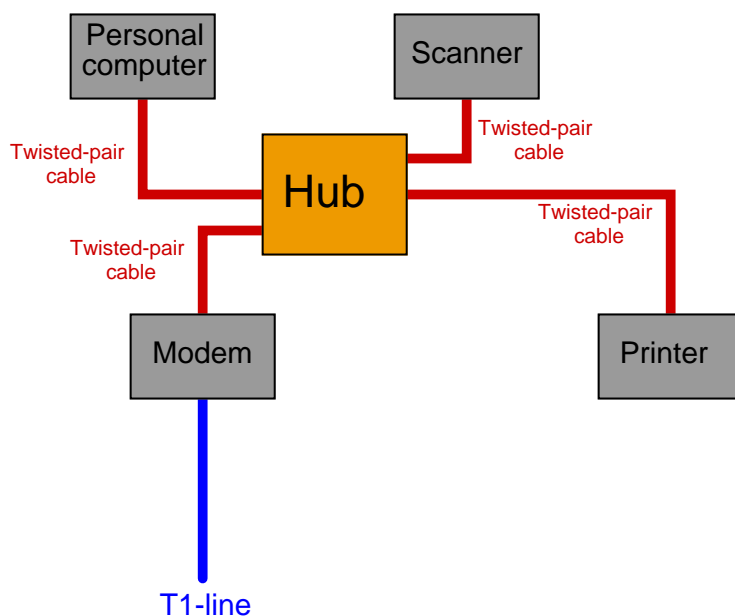 Personal
computer
Scanner
Twisted-pair
cable
Twisted-pair
cable
Hub
Twisted-pair
cable
Twisted-pair
cable
Modem
Printer
T1-line